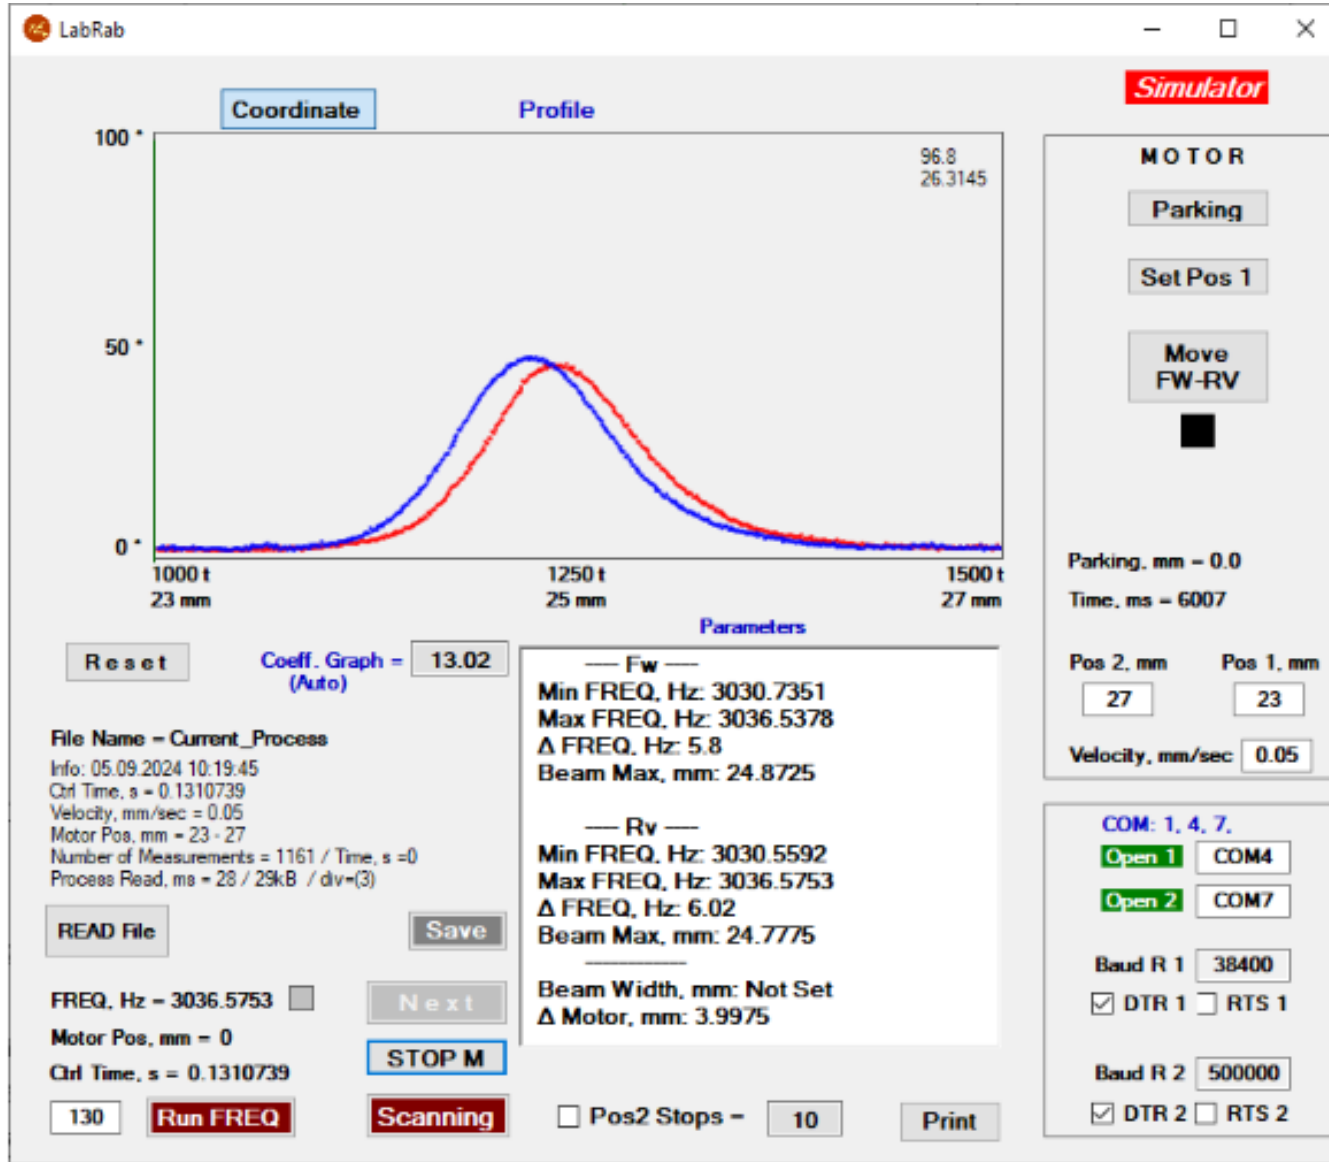 LabRab
Simulator
Coordinate Profile
100 *
96.8
26.3145
50 *
0 *
1000 t 1250 t 1500 t
23 mm 25 mm 27 mm
Reset
Coeff. Graph = 13.02
(Auto)
File Name = Current_Process
Info: 05.09.2024 10:19:45
Ctrl Time, s = 0.1310739
Velocity, mm/sec = 0.05
Motor Pos, mm = 23 - 27
Number of Measurements = 1161 / Time, s =0
Process Read, ms = 28 / 29kB / div=(3)
READ File
Save
FREQ, Hz = 3036.5753
Next
Motor Pos, mm = 0
STOP M
Ctrl Time, s = 0.1310739
130
Run FREQ
Scanning
Parameters
---- Fw ----
Min FREQ, Hz: 3030.7351
Max FREQ, Hz: 3036.5378
Δ FREQ, Hz: 5.8
Beam Max, mm: 24.8725
---- Rv ----
Min FREQ, Hz: 3030.5592
Max FREQ, Hz: 3036.5753
Δ FREQ, Hz: 6.02
Beam Max, mm: 24.7775
-------------
Beam Width, mm: Not Set
Δ Motor, mm: 3.9975
Pos2 Stops = 10
Print
MOTOR
Parking
Set Pos 1
Move
FW-RV
Parking, mm = 0.0
Time, ms = 6007
Pos 2, mm Pos 1, mm
27 23
Velocity, mm/sec 0.05
COM: 1, 4, 7,
Open 1 COM4
Open 2 COM7
Baud R 1 38400
DTR 1 RTS 1
Baud R 2 500000
DTR 2 RTS 2